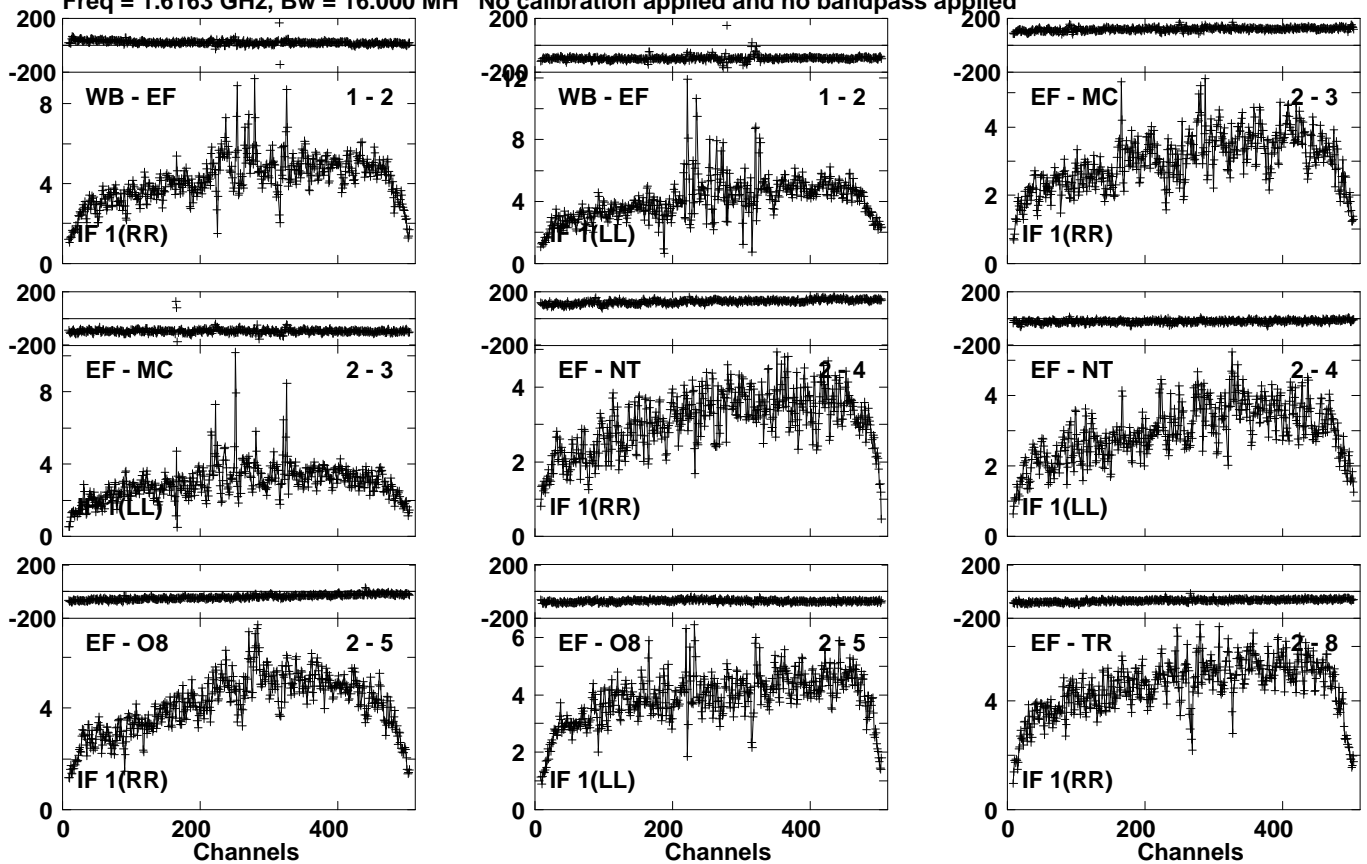 Freq = 1.6163 GHz, Bw = 16.000 MH No calibration applied and no bandpass applied
200
-200
8
4
0
WB - EF
1 - 2
IF 1(RR)
200
-200
12
8
4
0
WB - EF
1 - 2
IF 1(LL)
200
-200
4
2
0
EF - MC
2 - 3
IF 1(RR)
200
-200
8
4
0
EF - MC
2 - 3
1(LL)
200
-200
4
2
0
EF - NT
2 - 4
IF 1(RR)
200
-200
4
2
0
EF - NT
2 - 4
IF 1(LL)
200
-200
4
0
EF - O8
2 - 5
IF 1(RR)
0
200
400
Channels
200
-200
6
4
2
0
EF - O8
2 - 5
IF 1(LL)
0
200
400
Channels
200
-200
4
0
EF - TR
2 - 8
IF 1(RR)
0
200
400
Channels